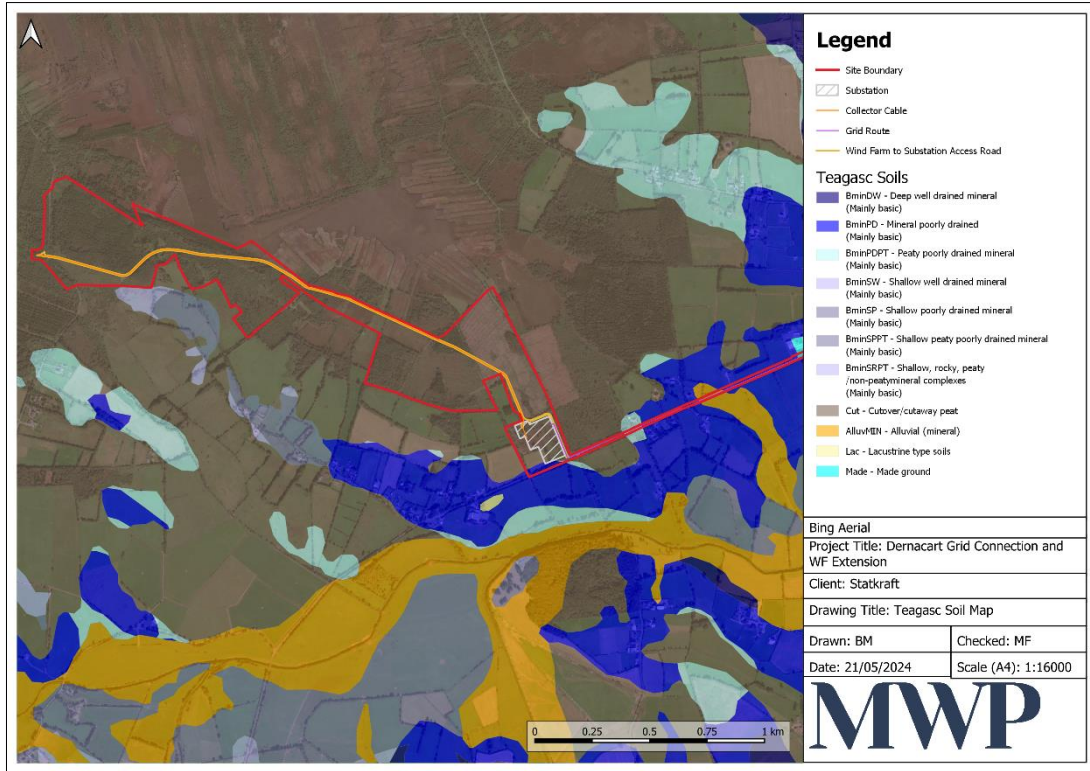 Legend
Site Boundary
Substation
Collector Cable
Grid Route
Wind Farm to Substation Access Road
Teagasc Soils
BminDW - Deep well drained mineral
(Mainly basic)
BminPD - Mineral poorly drained
(Mainly basic)
BminPDPT - Peaty poorly drained mineral
(Mainly basic)
BminSW - Shallow well drained mineral
(Mainly basic)
BminSP - Shallow poorly drained mineral
(Mainly basic)
BminSPPT - Shallow peaty poorly drained mineral
(Mainly basic)
BminSRPT - Shallow, rocky, peaty
/non-peatymineral complexes
(Mainly basic)
Cut - Cutover/cutaway peat
AlluvMIN - Alluvial (mineral)
Lac - Lacustrine type soils
Made - Made ground
Bing Aerial
Project Title: Dernacart Grid Connection and
WF Extension
Client: Statkraft
Drawing Title: Teagasc Soil Map
Drawn: BM
Checked: MF
Date: 21/05/2024
Scale (A4): 1:16000
MWP
0 0.25 0.5 0.75 1 km